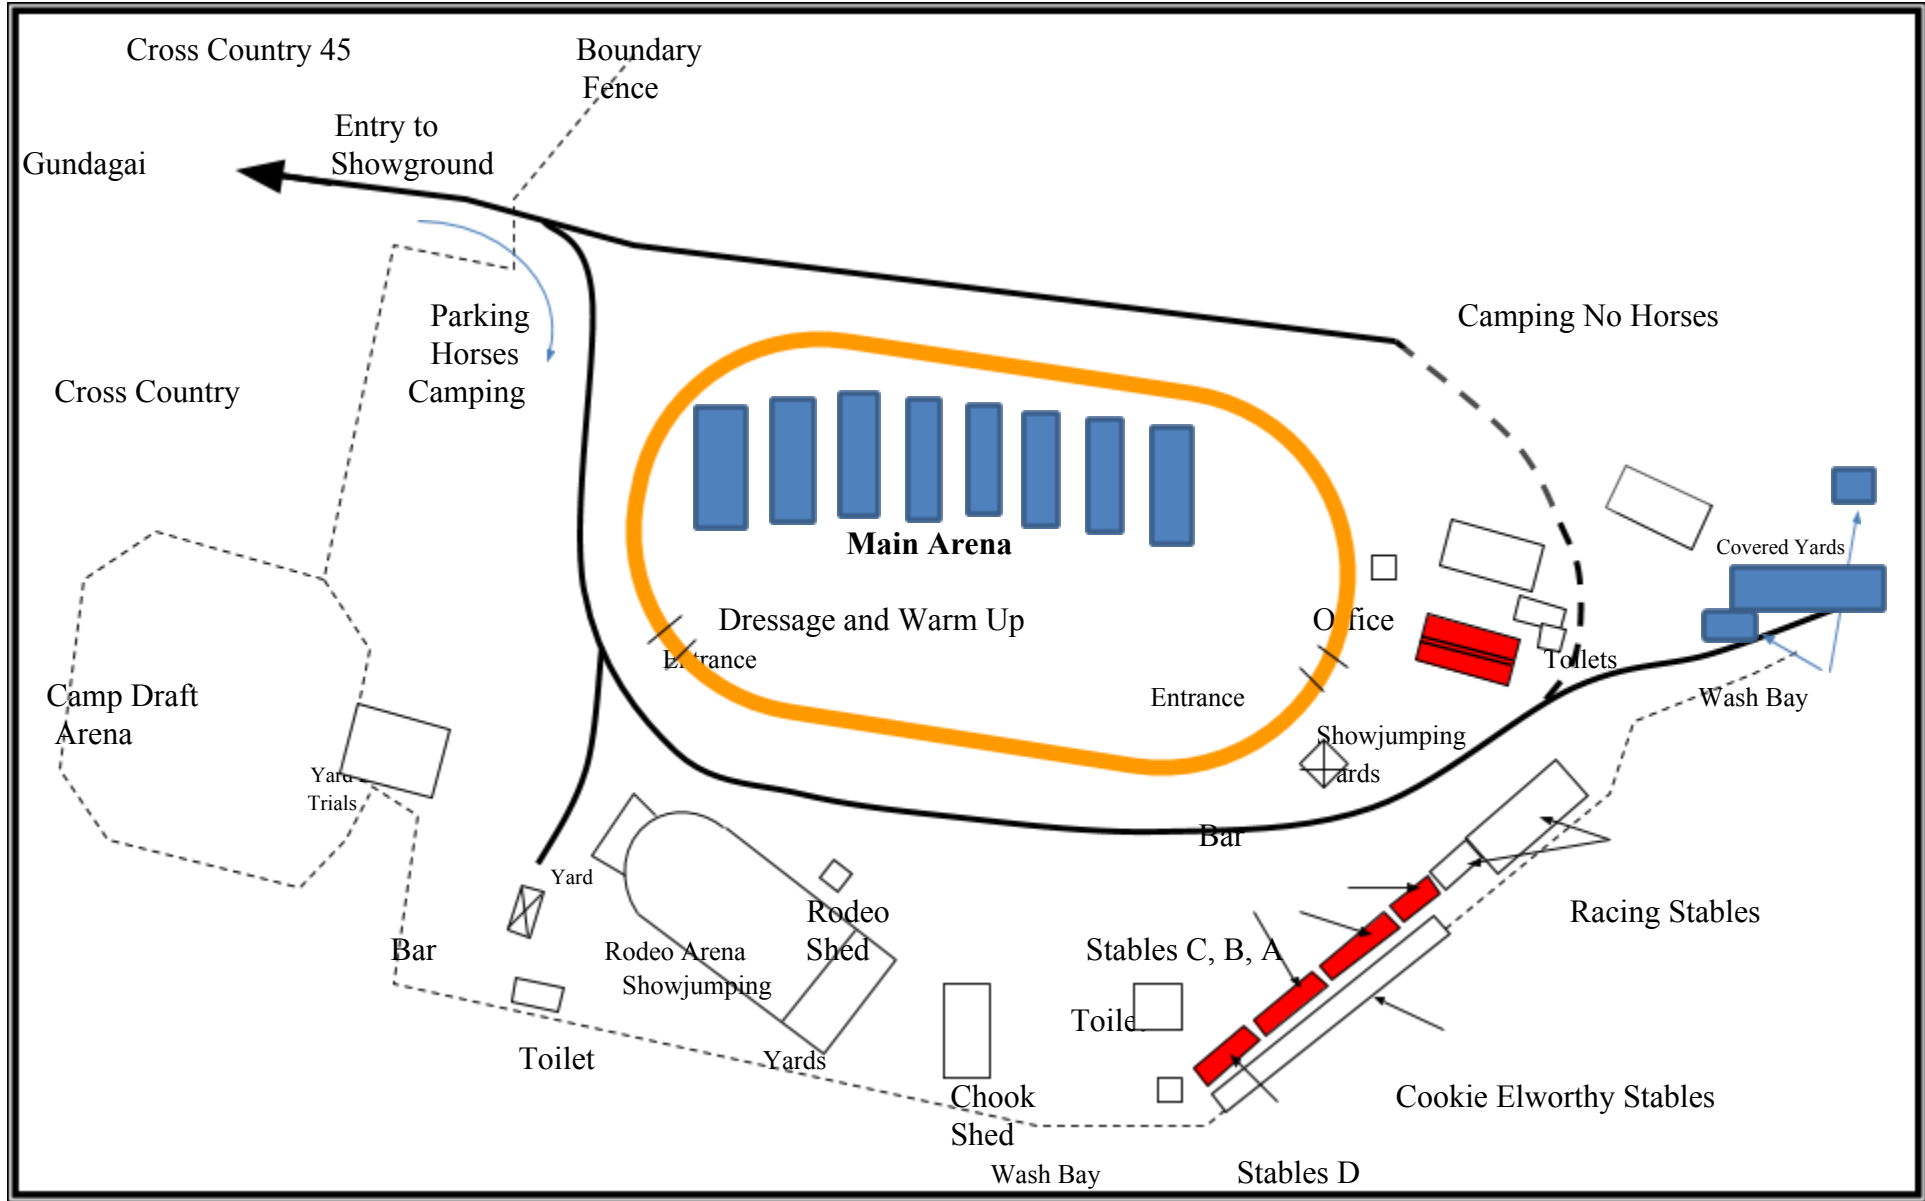 Cross Country 45
Boundary
Fence
Entry to
Showground
Gundagai
Parking
Horses
Camping
Camping No Horses
Cross Country
Main Arena
Covered Yards
Dressage and Warm Up
Office
Entrance
Toilets
Entrance
Wash Bay
Camp Draft
Arena
Showjumping
Yards
Yard
Trials
Bar
Yard
Rodeo
Shed
Racing Stables
Bar
Rodeo Arena
Showjumping
Stables C, B, A
Toilet
Toilet
Yards
Chook
Shed
Cookie Elworthy Stables
Wash Bay
Stables D